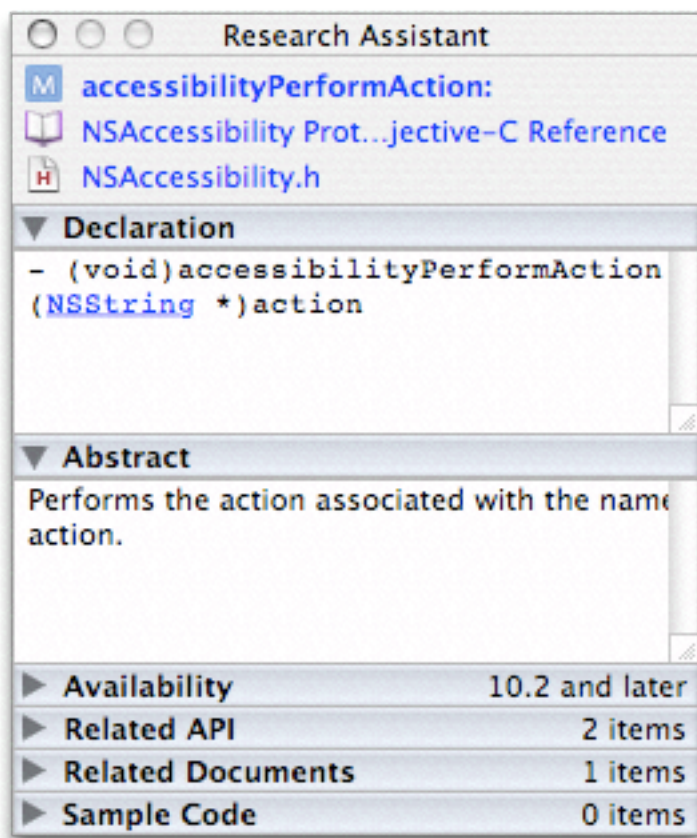 Research Assistant
M accessibilityPerformAction:
NSAccessibility Prot...jective-C Reference
H NSAccessibility.h
Declaration
- (void)accessibilityPerformAction
(NSString *)action
Abstract
Performs the action associated with the name
action.
Availability 10.2 and later
Related API 2 items
Related Documents 1 items
Sample Code 0 items